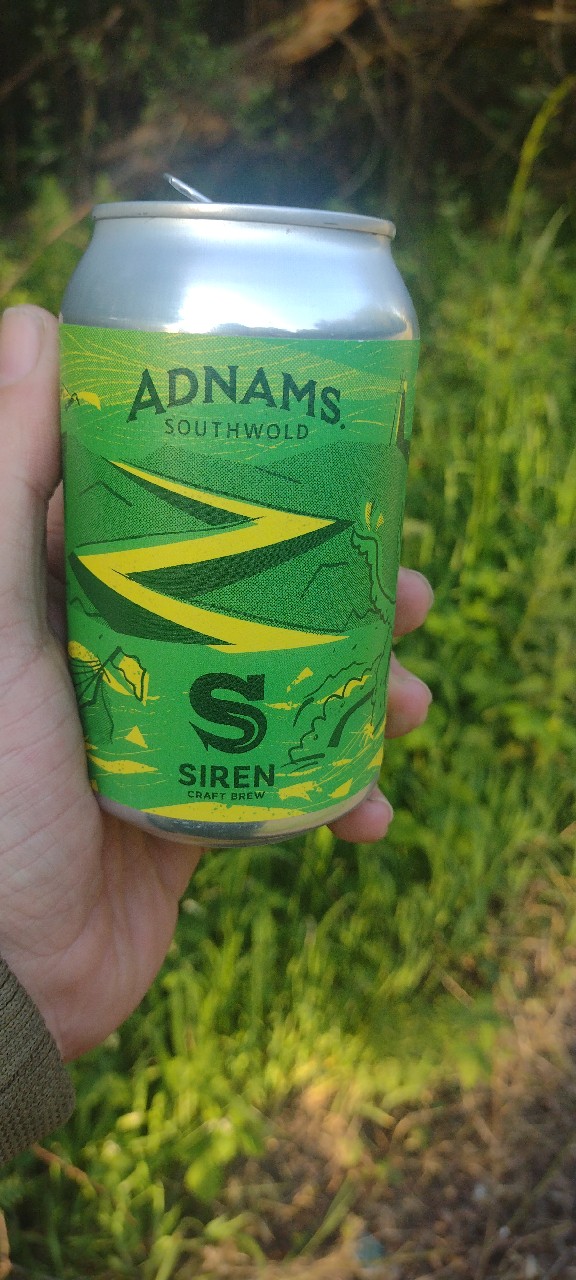 ADNAMS
SOUTHWOLD
S
SIREN
CRAFT BREW